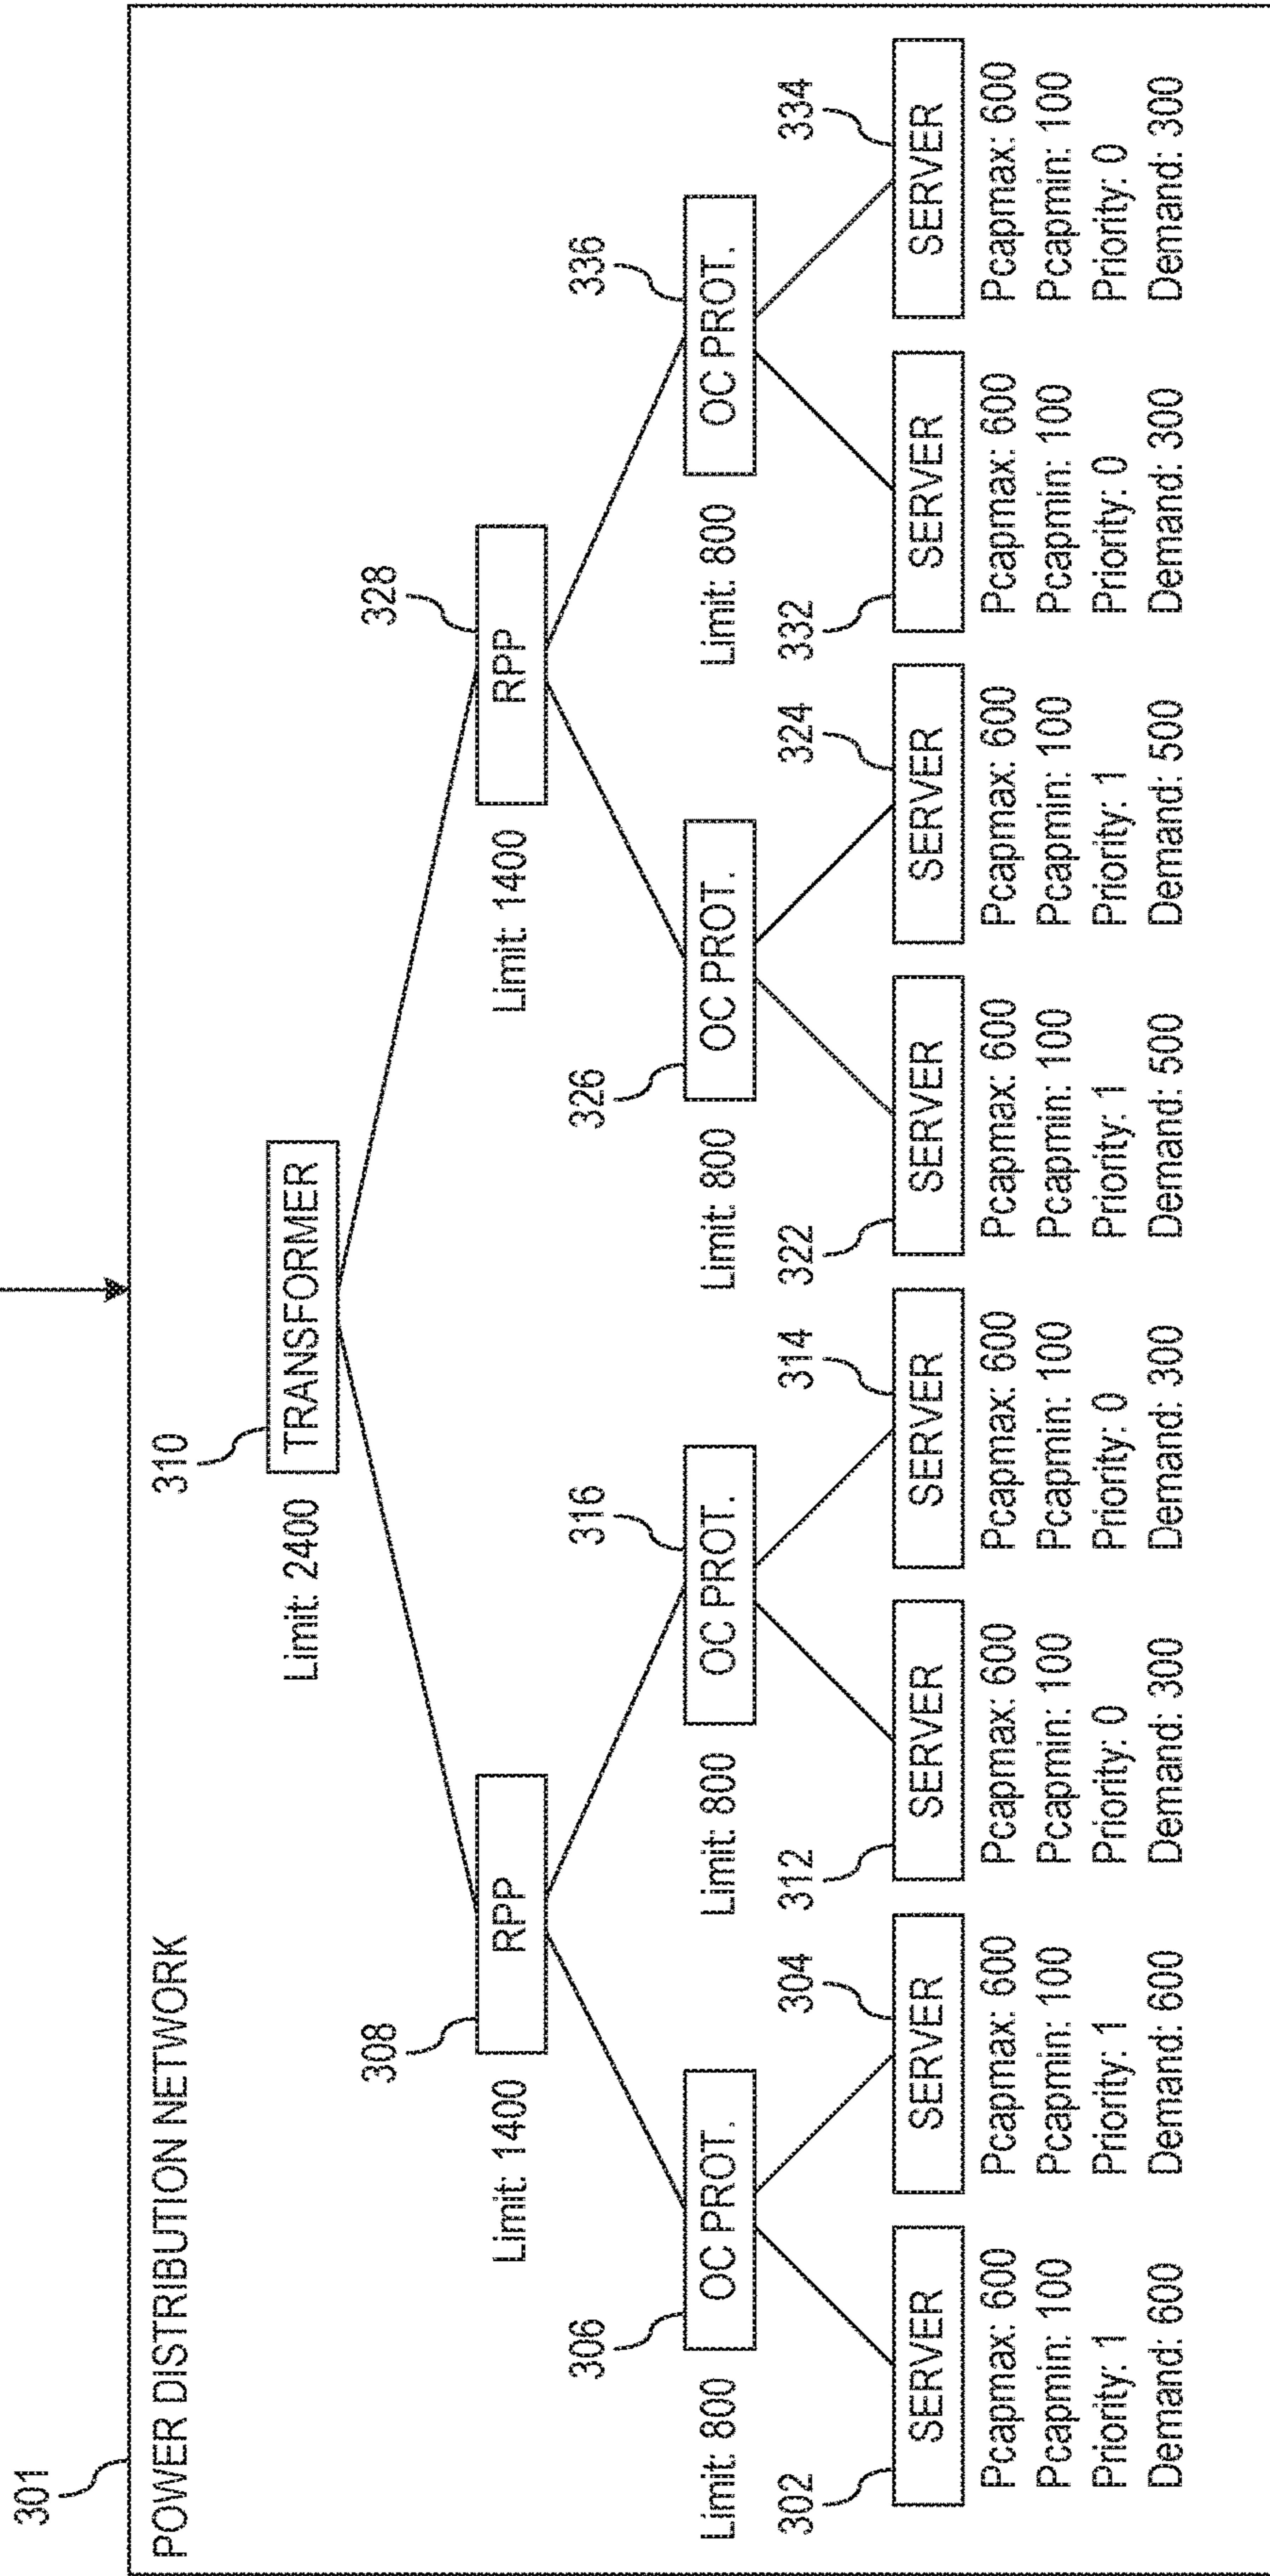 301
POWER DISTRIBUTION NETWORK
310
TRANSFORMER
Limit: 2400
308
328
RPP
RPP
Limit: 1400
Limit: 1400
306
316
326
336
OC PROT.
OC PROT.
OC PROT.
OC PROT.
Limit: 800
Limit: 800
Limit: 800
Limit: 800
302
304
312
314
322
324
332
334
SERVER
SERVER
SERVER
SERVER
SERVER
SERVER
SERVER
SERVER
Pcapmax: 600
Pcapmin: 100
Priority: 1
Demand: 600
Pcapmax: 600
Pcapmin: 100
Priority: 1
Demand: 600
Pcapmax: 600
Pcapmin: 100
Priority: 0
Demand: 300
Pcapmax: 600
Pcapmin: 100
Priority: 0
Demand: 300
Pcapmax: 600
Pcapmin: 100
Priority: 1
Demand: 500
Pcapmax: 600
Pcapmin: 100
Priority: 1
Demand: 500
Pcapmax: 600
Pcapmin: 100
Priority: 0
Demand: 300
Pcapmax: 600
Pcapmin: 100
Priority: 0
Demand: 300